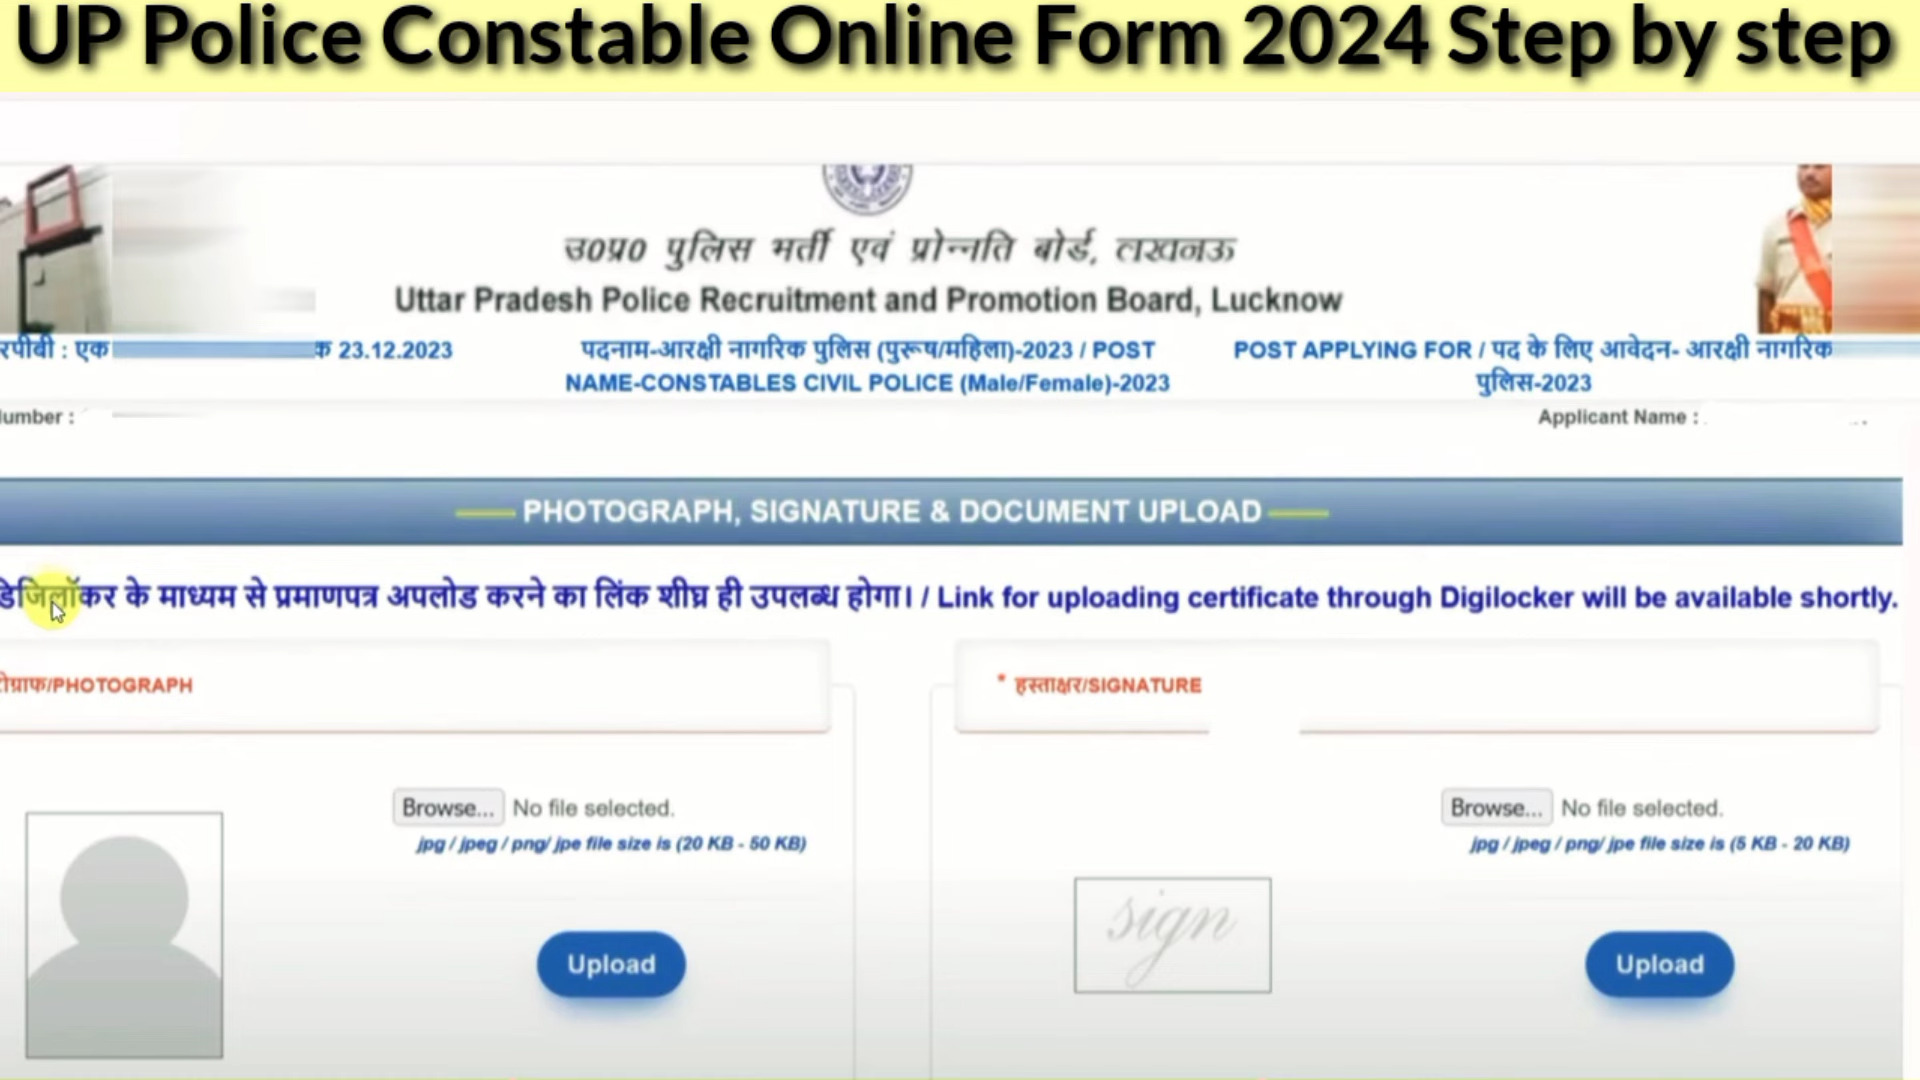 UP Police Constable Online Form 2024 Step by step
उ0प्र0 पुलिस भर्ती एवं प्रोन्नति बोर्ड, लखनऊ
Uttar Pradesh Police Recruitment and Promotion Board, Lucknow
रपीबी : एक क 23.12.2023
पदनाम-आरक्षी नागरिक पुलिस (पुरूष/महिला)-2023 / POST
NAME-CONSTABLES CIVIL POLICE (Male/Female)-2023
POST APPLYING FOR / पद के लिए आवेदन- आरक्षी नागरिक
पुलिस-2023
Number :
Applicant Name :
PHOTOGRAPH, SIGNATURE & DOCUMENT UPLOAD
डिजिलॉकर के माध्यम से प्रमाणपत्र अपलोड करने का लिंक शीघ्र ही उपलब्ध होगा। / Link for uploading certificate through Digilocker will be available shortly.
टोग्राफ/PHOTOGRAPH
* हस्ताक्षर/SIGNATURE
Browse... No file selected.
jpg / jpeg / png/ jpe file size is (20 KB - 50 KB)
Upload
Browse... No file selected.
jpg / jpeg / png/ jpe file size is (5 KB - 20 KB)
sign
Upload